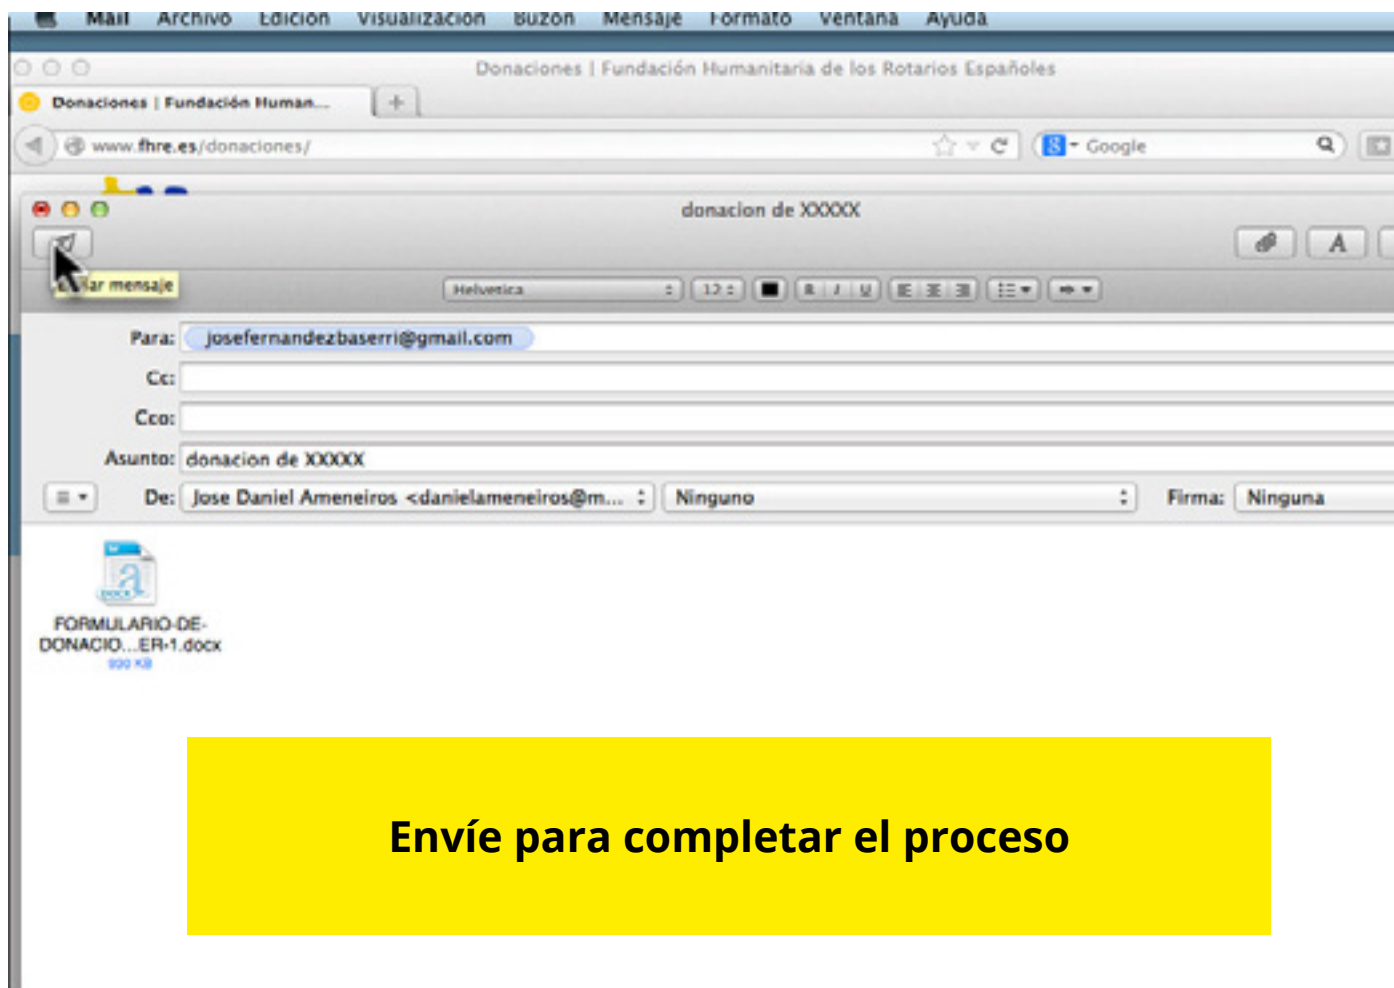 Mail Archivo Edición Visualización Buzón Mensaje Formato Ventana Ayuda
Donaciones | Fundación Humanitaria de los Rotarios Españoles
Donaciones | Fundación Human...
www.fhre.es/donaciones/
Google
donacion de XXXXX
ar mensaje
Helvetica
12
Para: josefernandezbaserri@gmail.com
Cc:
Cco:
Asunto: donacion de XXXXX
De: Jose Daniel Ameneiros <danielameneiros@m... Ninguno Firma: Ninguna
FORMULARIO-DE-
DONACIO...ER-1.docx
Envíe para completar el proceso